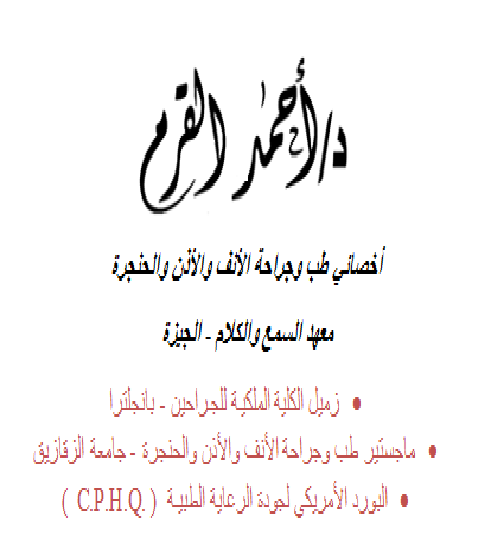 د/أحمد القرم
أخصائي طب وجراحة الأنف والأذن والحنجرة
معهد السمع والكلام - الجيزة
• زميل الكلية الملكية للجراحين - بانجلترا
• ماجستير طب وجراحة الأنف والأذن والحنجرة - جامعة الزقازيق
• البورد الأمريكي لجودة الرعاية الطبية ( C.P.H.Q. )